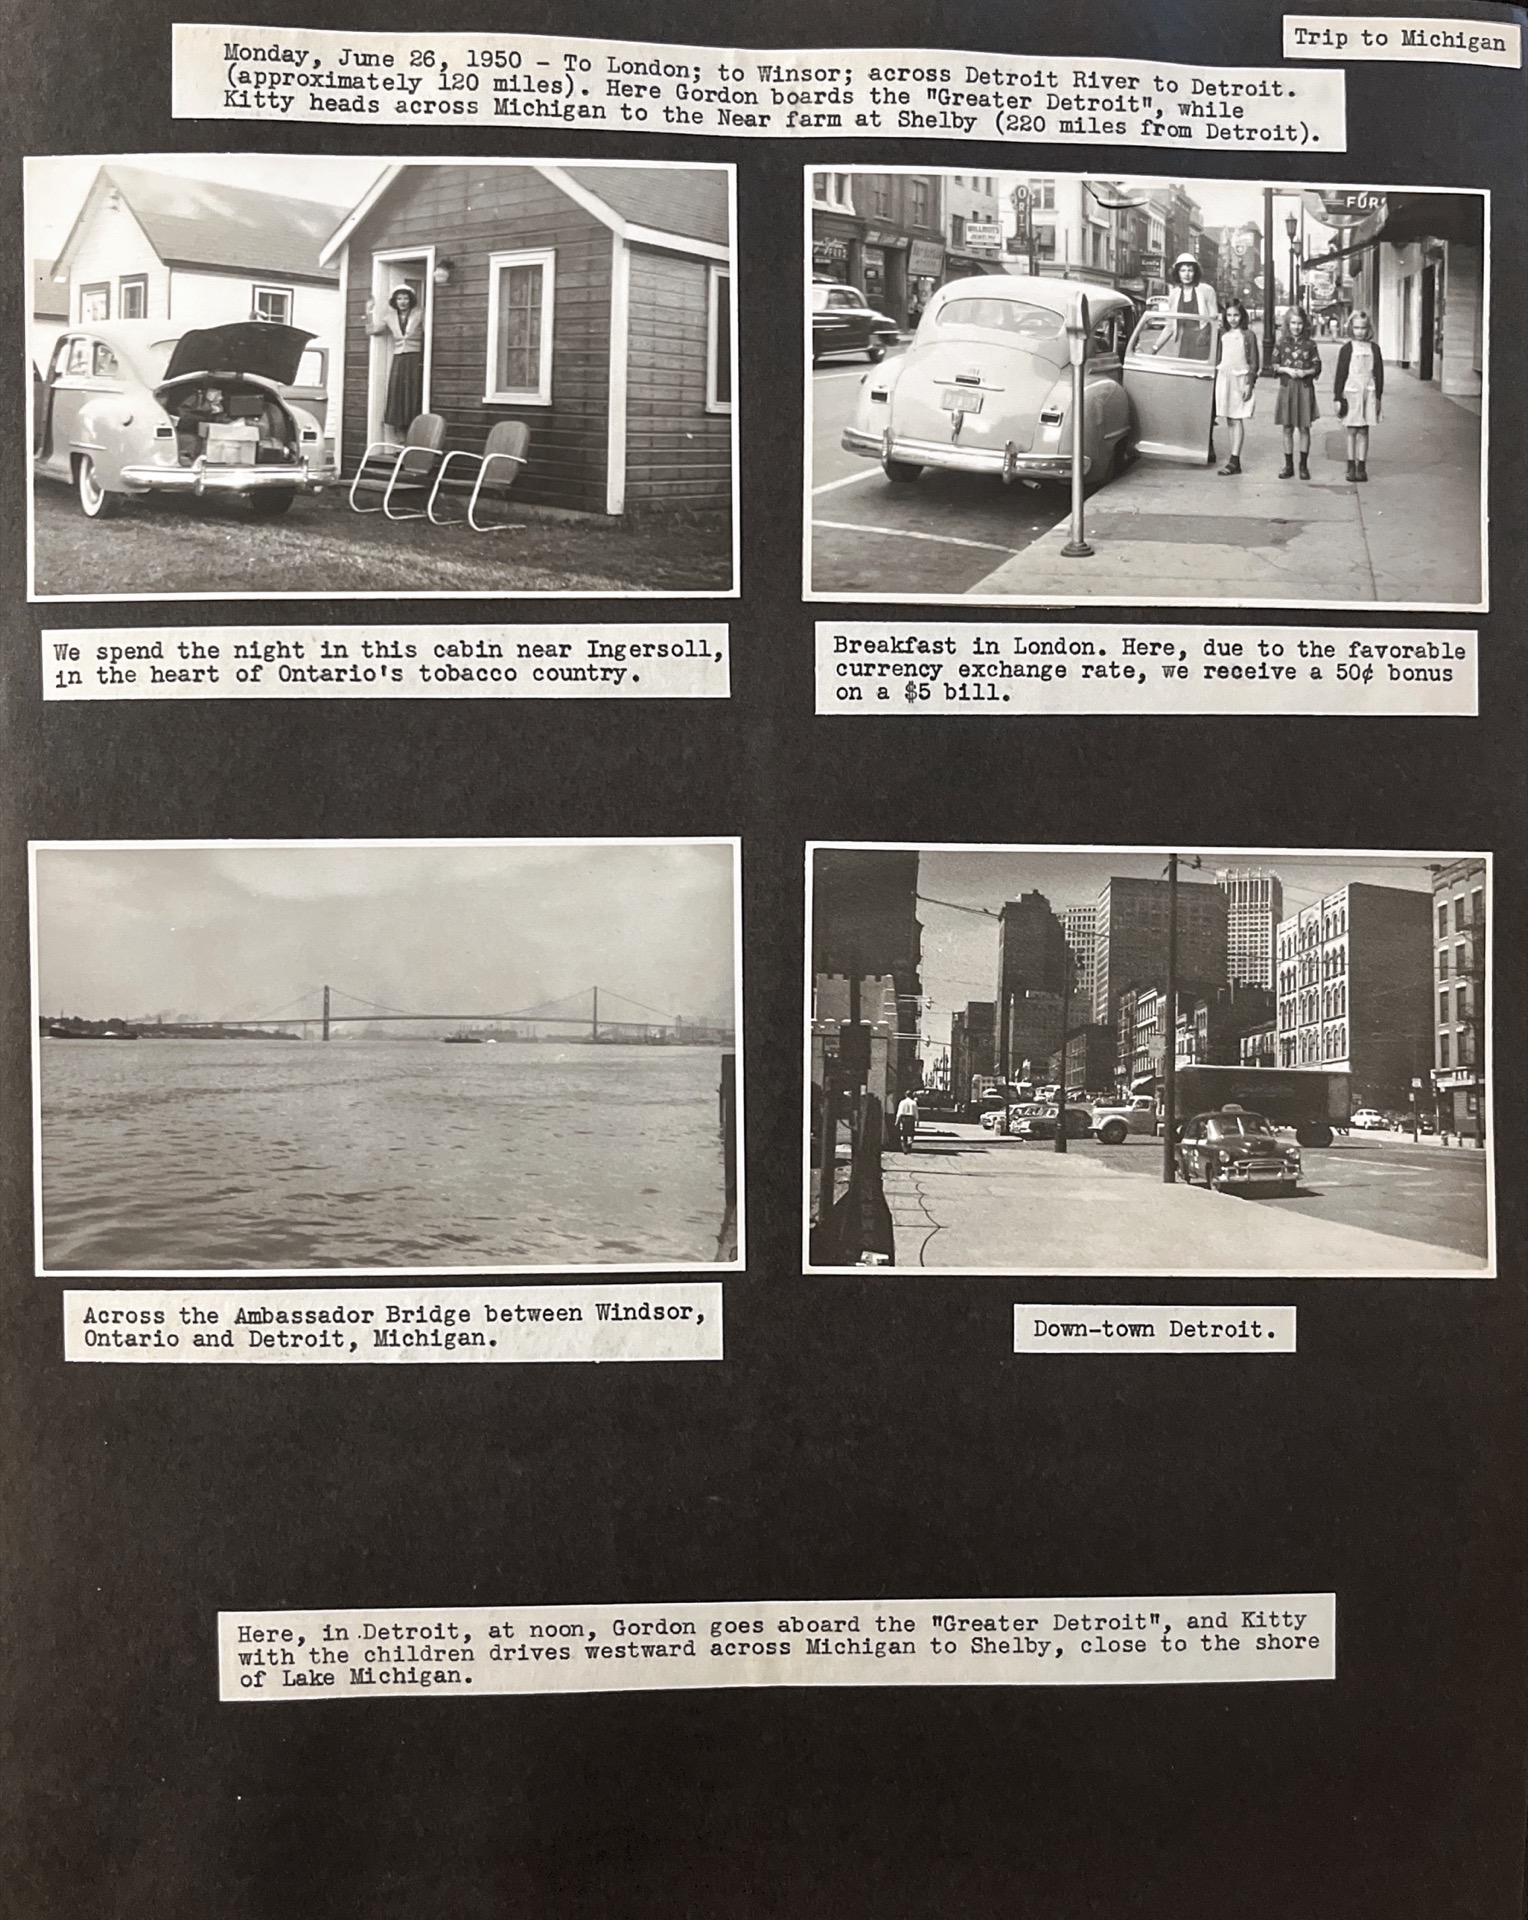 Trip to Michigan
Monday, June 26, 1950 - To London; to Winsor; across Detroit River to Detroit.
(approximately 120 miles). Here Gordon boards the "Greater Detroit", while
Kitty heads across Michigan to the Near farm at Shelby (220 miles from Detroit).
FURS
We spend the night in this cabin near Ingersoll,
in the heart of Ontario's tobacco country.
Breakfast in London. Here, due to the favorable
currency exchange rate, we receive a 50¢ bonus
on a $5 bill.
Across the Ambassador Bridge between Windsor,
Ontario and Detroit, Michigan.
Down-town Detroit.
Here, in Detroit, at noon, Gordon goes aboard the "Greater Detroit", and Kitty
with the children drives westward across Michigan to Shelby, close to the shore
of Lake Michigan.